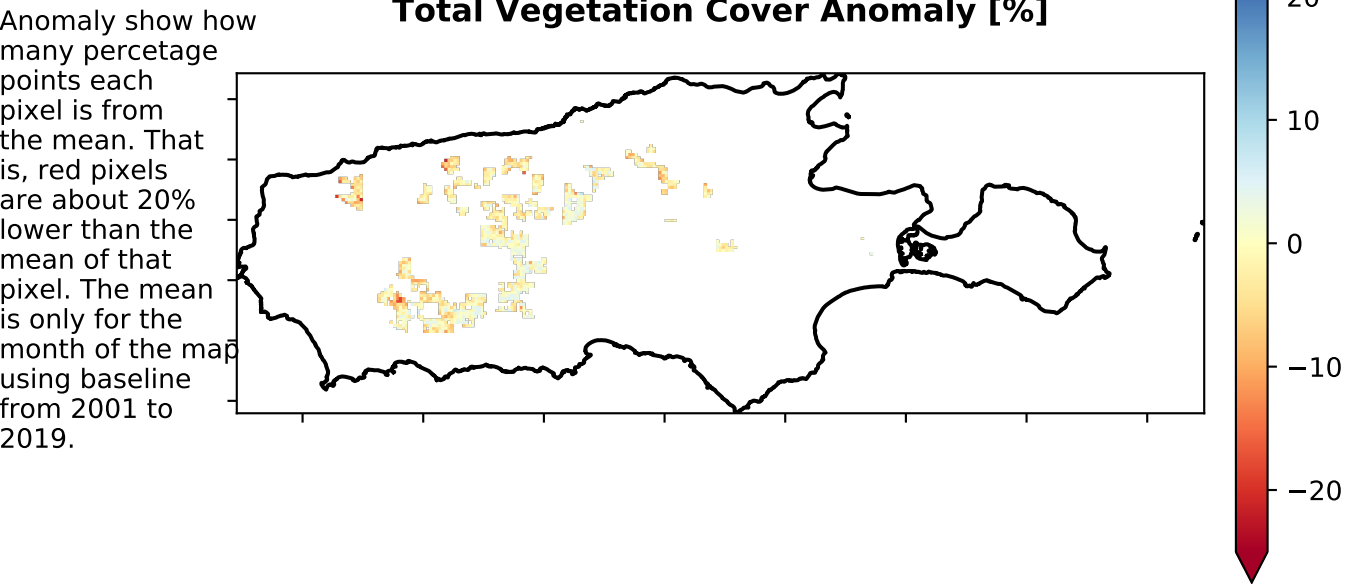 Total Vegetation Cover Anomaly [%]
Anomaly show how
many percetage
points each
pixel is from
the mean. That
is, red pixels
are about 20%
lower than the
mean of that
pixel. The mean
is only for the
month of the map
using baseline
from 2001 to
2019.
20
10
0
−10
−20